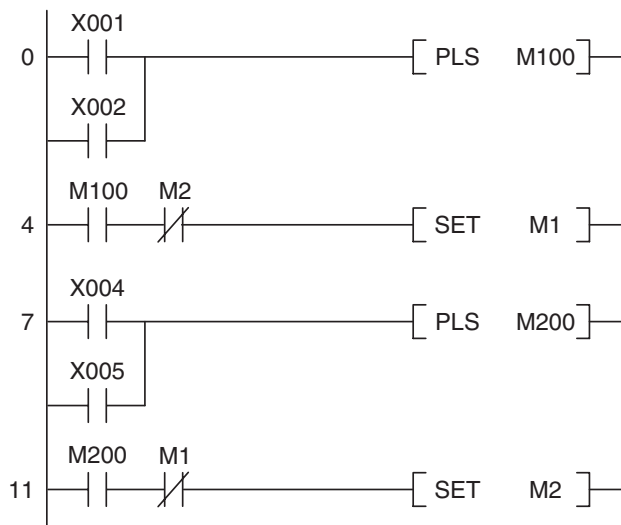 X001
0 PLS M100
X002
M100 M2
4 SET M1
X004
7 PLS M200
X005
M200 M1
11 SET M2